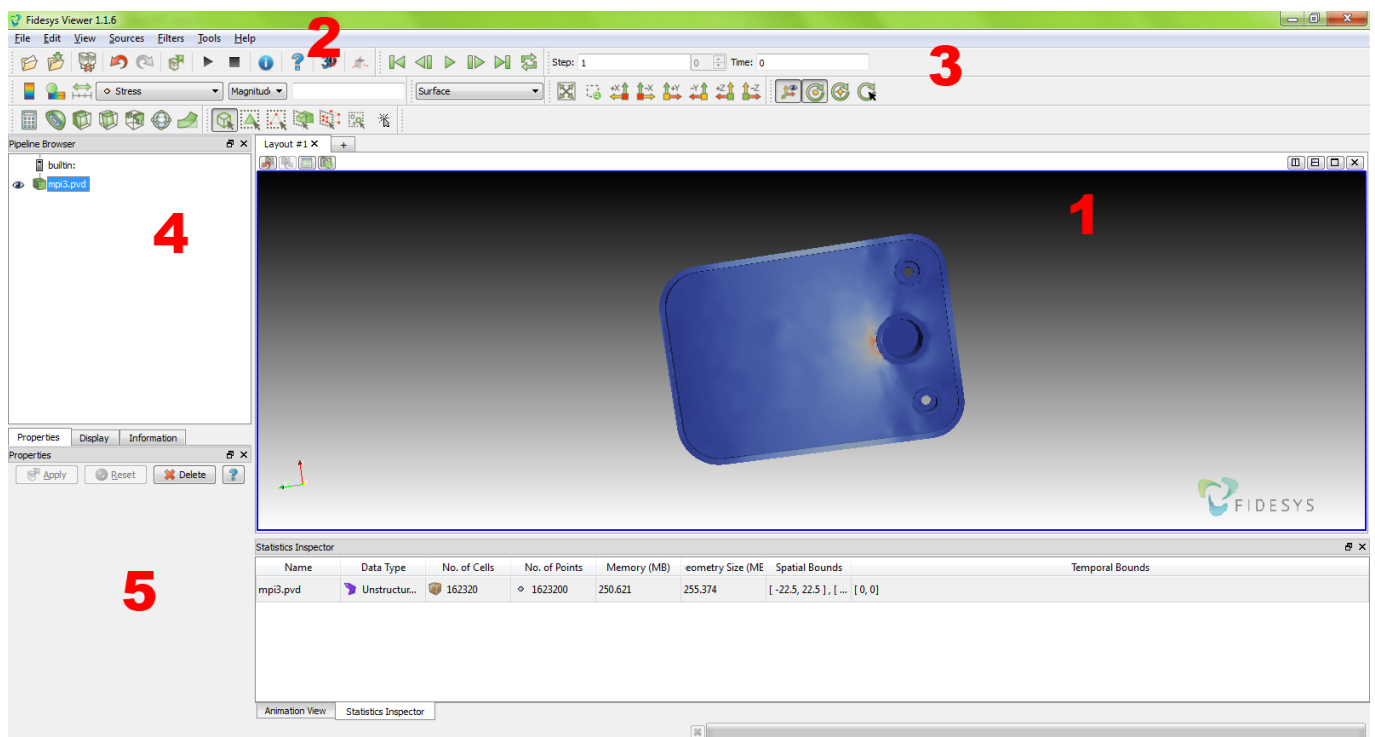 Fidesys Viewer 1.1.6
File Edit View Sources Filters Tools Help
2
3D
Step: 1 0 Time: 0
3
Stress Magnitud Surface
+X -X +Y -Y +Z -Z
Pipeline Browser
Layout #1 X +
builtin:
mpi3.pvd
4
1
Properties Display Information
Properties
Apply Reset Delete ?
FIDESYS
5
Statistics Inspector
Name Data Type No. of Cells No. of Points Memory (MB) eometry Size (ME Spatial Bounds Temporal Bounds
mpi3.pvd Unstructur... 162320 1623200 250.621 255.374 [ -22.5, 22.5 ] , [ ... [ 0, 0]
Animation View Statistics Inspector